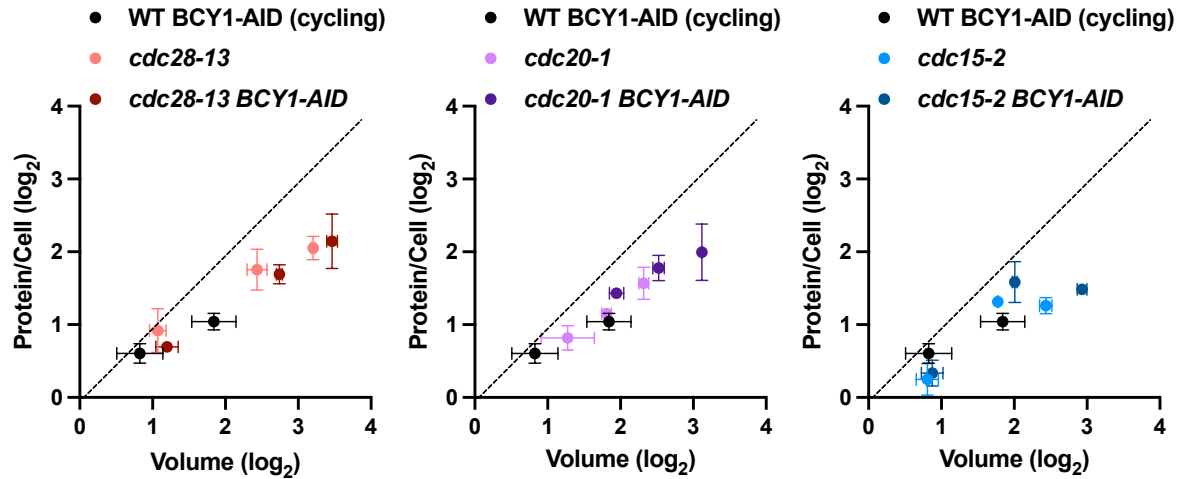 WT BCY1-AID (cycling)
cdc28-13
cdc28-13 BCY1-AID
Protein/Cell (log2)
4
3
2
1
0
0 1 2 3 4
Volume (log2)
WT BCY1-AID (cycling)
cdc20-1
cdc20-1 BCY1-AID
Protein/Cell (log2)
4
3
2
1
0
0 1 2 3 4
Volume (log2)
WT BCY1-AID (cycling)
cdc15-2
cdc15-2 BCY1-AID
Protein/Cell (log2)
4
3
2
1
0
0 1 2 3 4
Volume (log2)